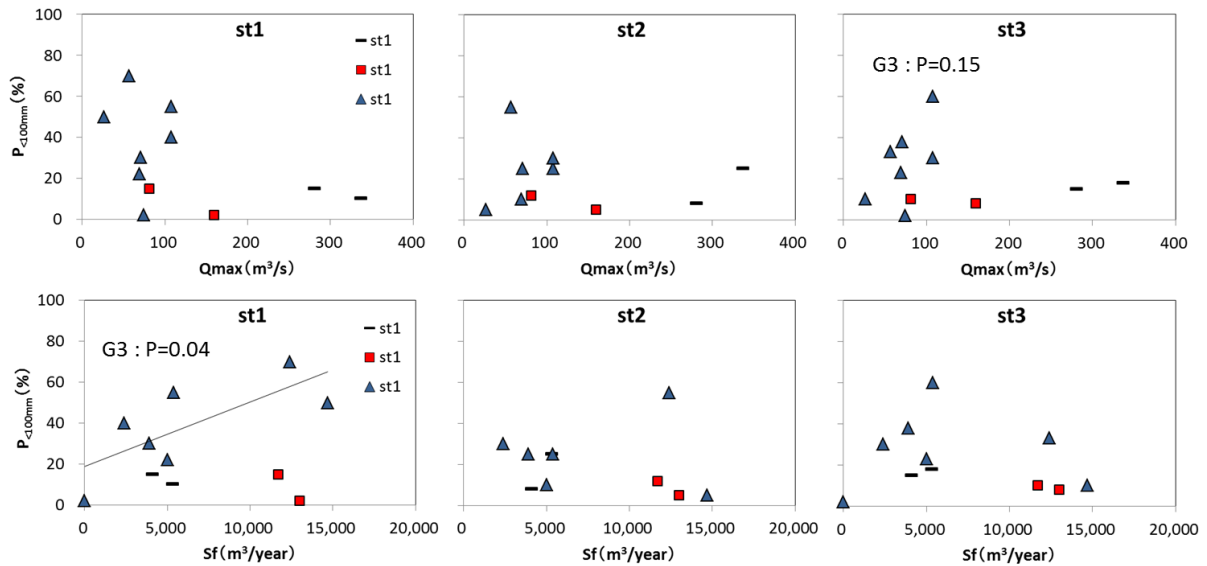 st1
st2
st3
100
80
60
40
20
0
P<100mm(%)
st1
st1
st1
G3 : P=0.15
0 100 200 300 400
0 100 200 300 400
0 100 200 300 400
Qmax(m³/s)
Qmax(m³/s)
Qmax(m³/s)
st1
st2
st3
100
80
60
40
20
0
P<100mm(%)
st1
st1
st1
G3 : P=0.04
0 5,000 10,000 15,000 20,000
0 5,000 10,000 15,000 20,000
0 5,000 10,000 15,000 20,000
Sf(m³/year)
Sf(m³/year)
Sf(m³/year)